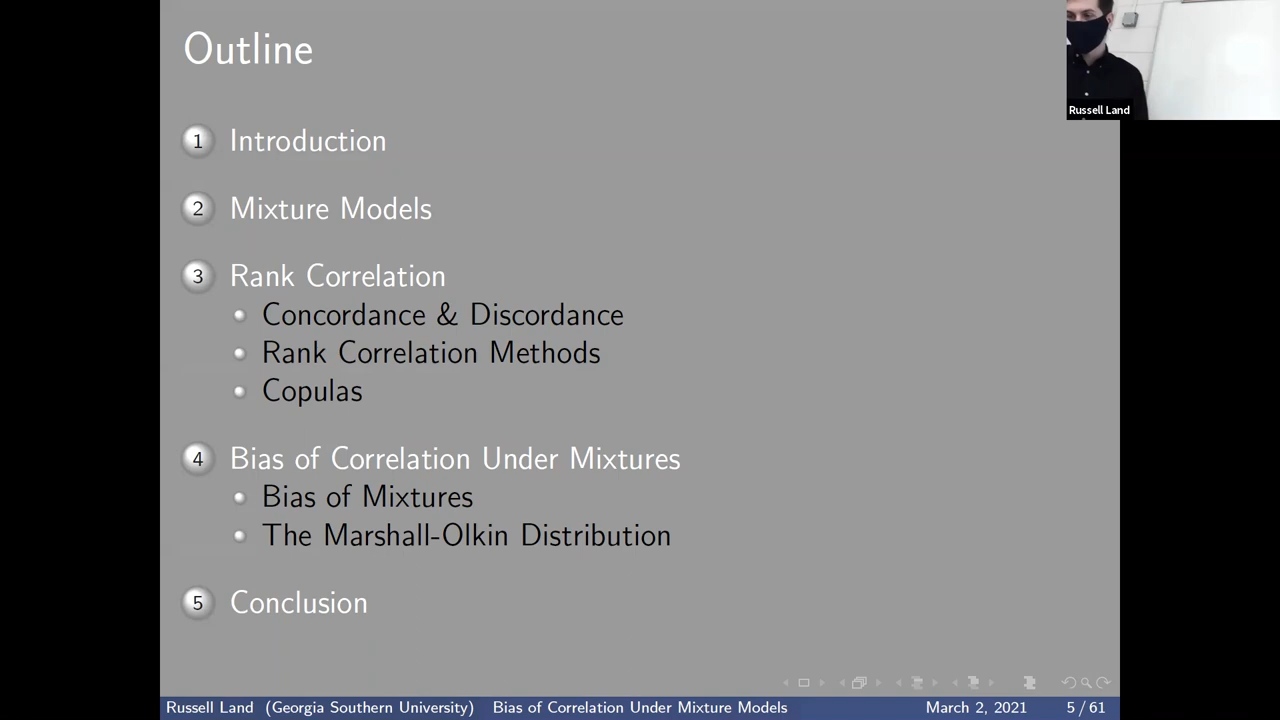 Outline
Russell Land
1 Introduction
2 Mixture Models
3 Rank Correlation
Concordance & Discordance
Rank Correlation Methods
Copulas
4 Bias of Correlation Under Mixtures
Bias of Mixtures
The Marshall-Olkin Distribution
5 Conclusion
Russell Land (Georgia Southern University) Bias of Correlation Under Mixture Models March 2, 2021 5 / 61